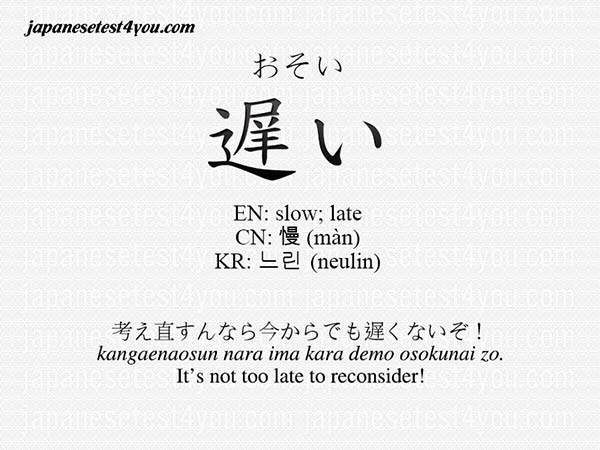 japanesetest4you.com
おそい
遅い
EN: slow; late
CN: 慢 (màn)
KR: 느린 (neulin)
考え直すんなら今からでも遅くないぞ！
kangaenaosun nara ima kara demo osokunai zo.
It's not too late to reconsider!